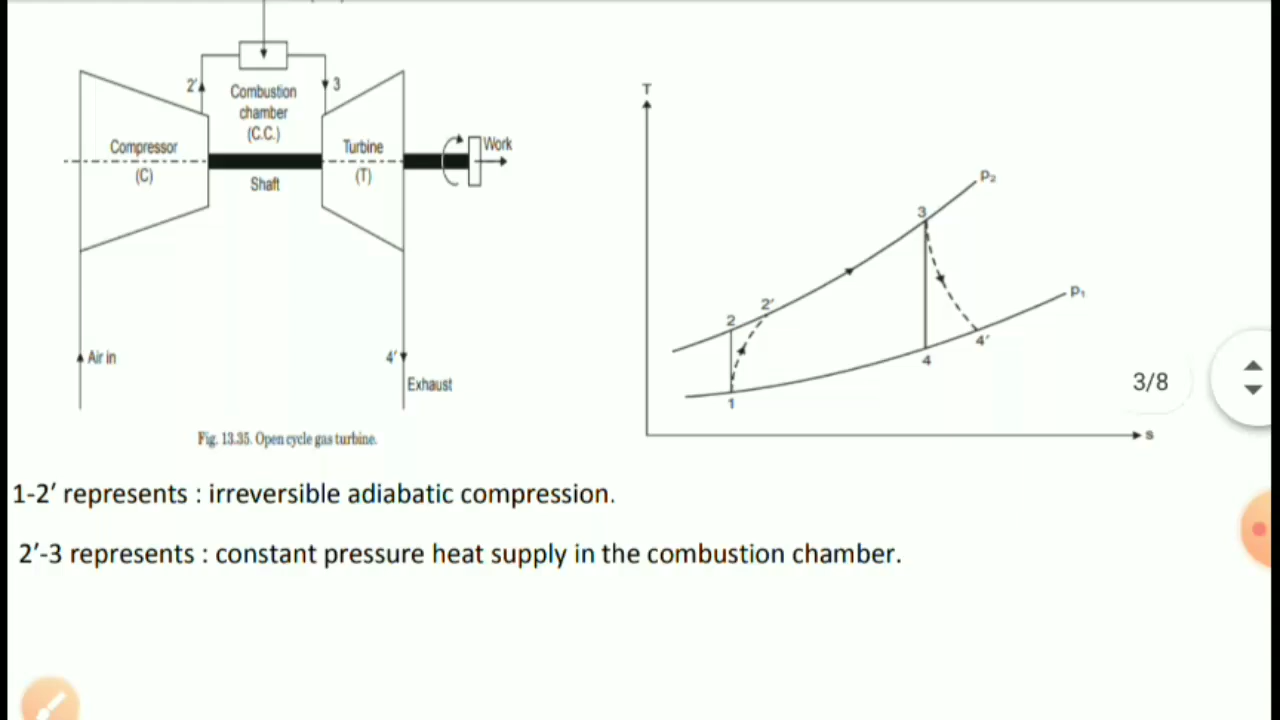 2′
3
Combustion
chamber
(C.C.)
Compressor
(C)
Turbine
(T)
Work
Shaft
Air in
4′
Exhaust
Fig. 13.35. Open cycle gas turbine.
T
P₂
3
2
2′
P₁
4′
4
1
s
3/8
1-2′ represents : irreversible adiabatic compression.
2′-3 represents : constant pressure heat supply in the combustion chamber.